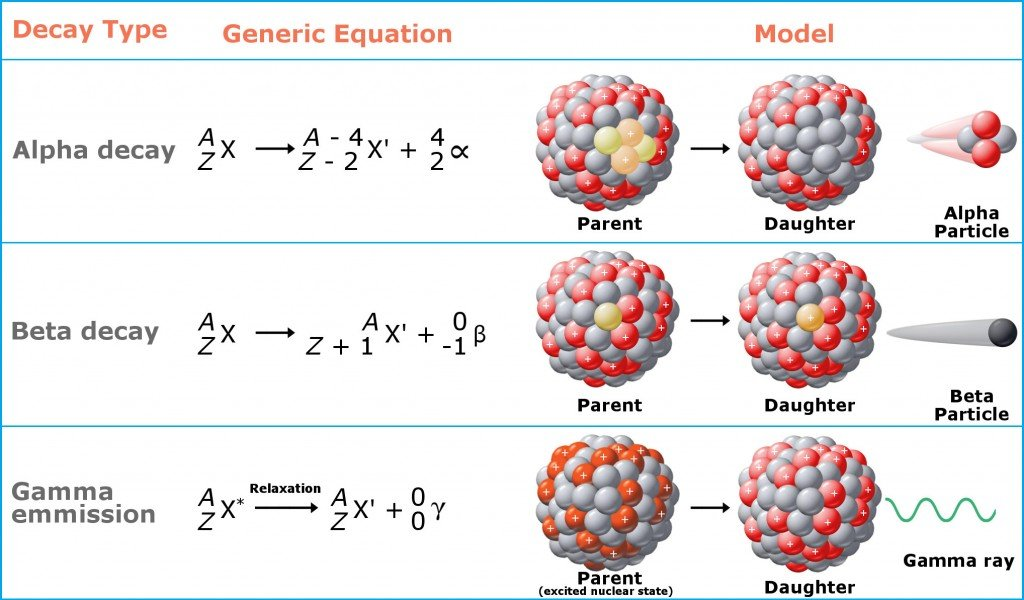 Decay Type
Generic Equation
Model
Alpha decay
A
Z X → A - 4
Z - 2 X' + 4
2 ∝
+
Parent
Daughter
Alpha
Particle
Beta decay
A
Z X → A
Z + 1 X' + 0
-1 β
Parent
Daughter
Beta
Particle
Gamma
emmission
A
Z X* Relaxation → A
Z X' + 0
0 γ
Parent
(excited nuclear state)
Daughter
Gamma ray